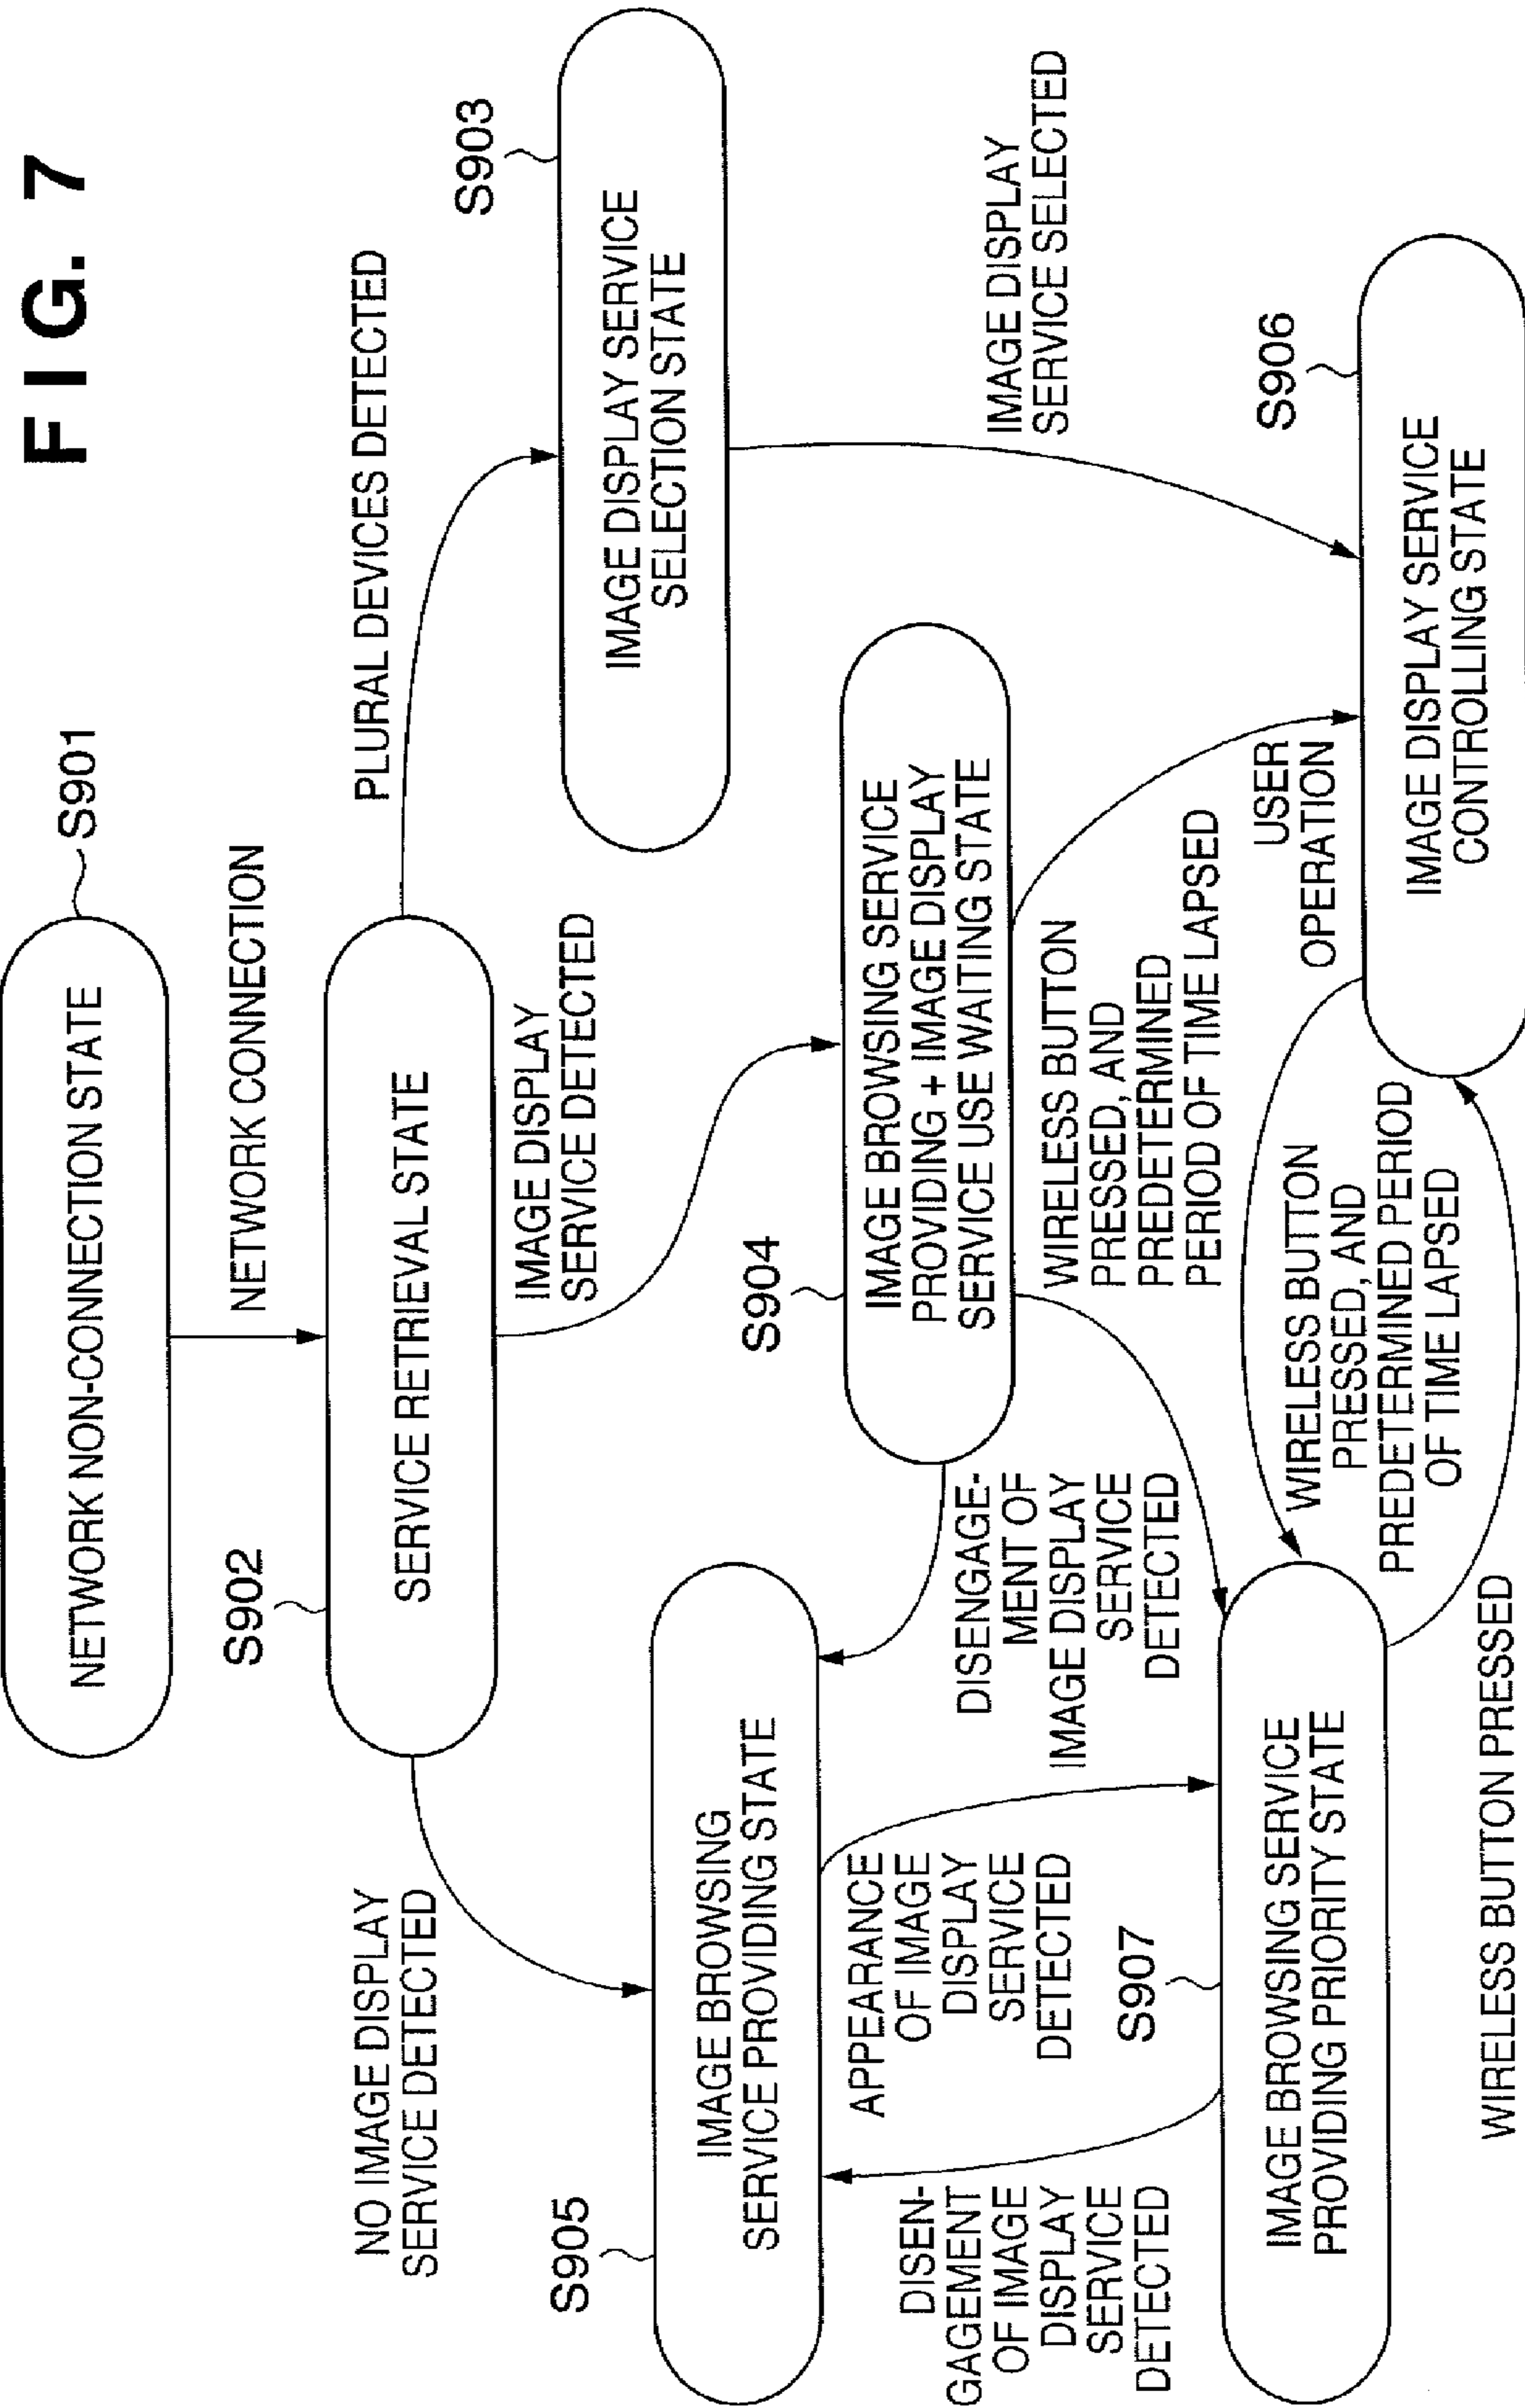 FIG. 7
NETWORK NON-CONNECTION STATE
S901
NETWORK CONNECTION
S902
SERVICE RETRIEVAL STATE
PLURAL DEVICES DETECTED
S903
IMAGE DISPLAY SERVICE
SELECTION STATE
NO IMAGE DISPLAY
SERVICE DETECTED
IMAGE DISPLAY
SERVICE DETECTED
S905
IMAGE BROWSING
SERVICE PROVIDING STATE
S904
IMAGE BROWSING SERVICE
PROVIDING + IMAGE DISPLAY
SERVICE USE WAITING STATE
IMAGE DISPLAY
SERVICE SELECTED
DISEN-
GAGEMENT
OF IMAGE
DISPLAY
SERVICE
DETECTED
APPEARANCE
OF IMAGE
DISPLAY
SERVICE
DETECTED
DISENGAGE-
MENT OF
IMAGE DISPLAY
SERVICE
DETECTED
WIRELESS BUTTON
PRESSED, AND
PREDETERMINED
PERIOD OF TIME LAPSED
USER
OPERATION
S907
IMAGE BROWSING SERVICE
PROVIDING PRIORITY STATE
WIRELESS BUTTON
PRESSED, AND
PREDETERMINED PERIOD
OF TIME LAPSED
S906
IMAGE DISPLAY SERVICE
CONTROLLING STATE
WIRELESS BUTTON PRESSED